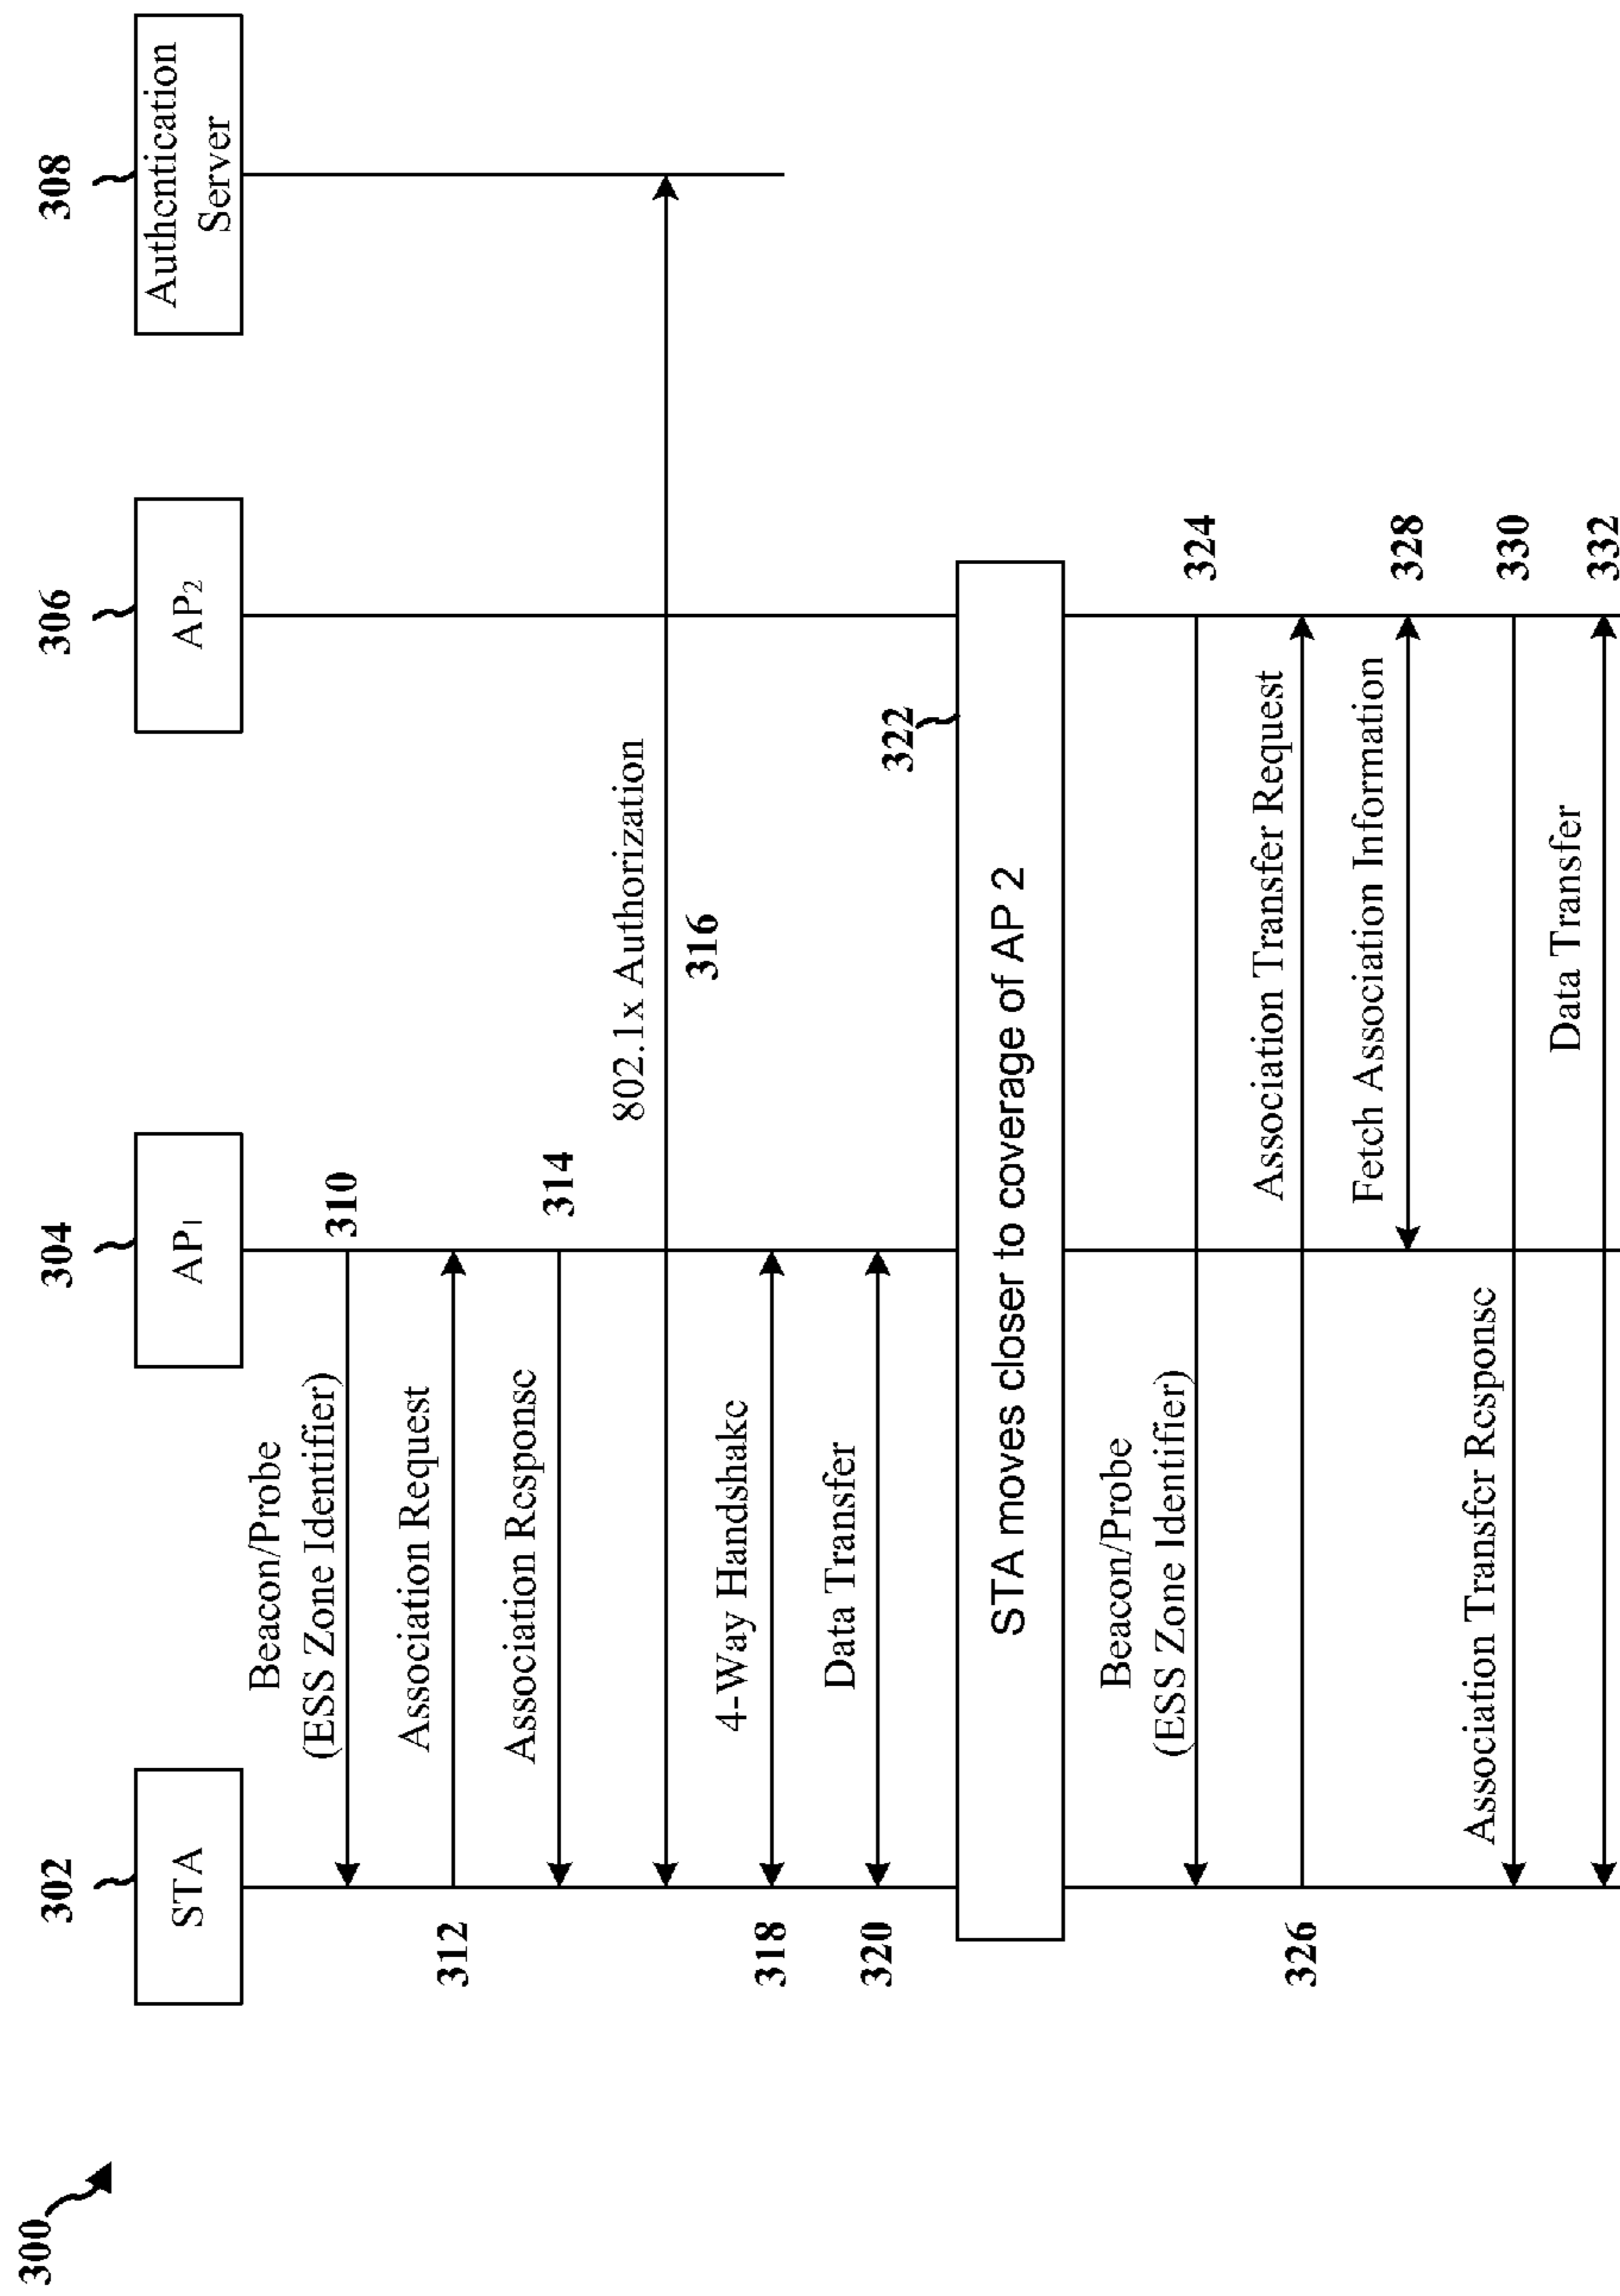 300
302
304
306
308
STA
AP1
AP2
Authentication
Server
Beacon/Probe
(ESS Zone Identifier)
310
Association Request
312
Association Response
314
802.1x Authorization
316
4-Way Handshake
318
Data Transfer
320
322
STA moves closer to coverage of AP 2
Beacon/Probe
(ESS Zone Identifier)
324
Association Transfer Request
326
Fetch Association Information
328
Association Transfer Response
330
Data Transfer
332